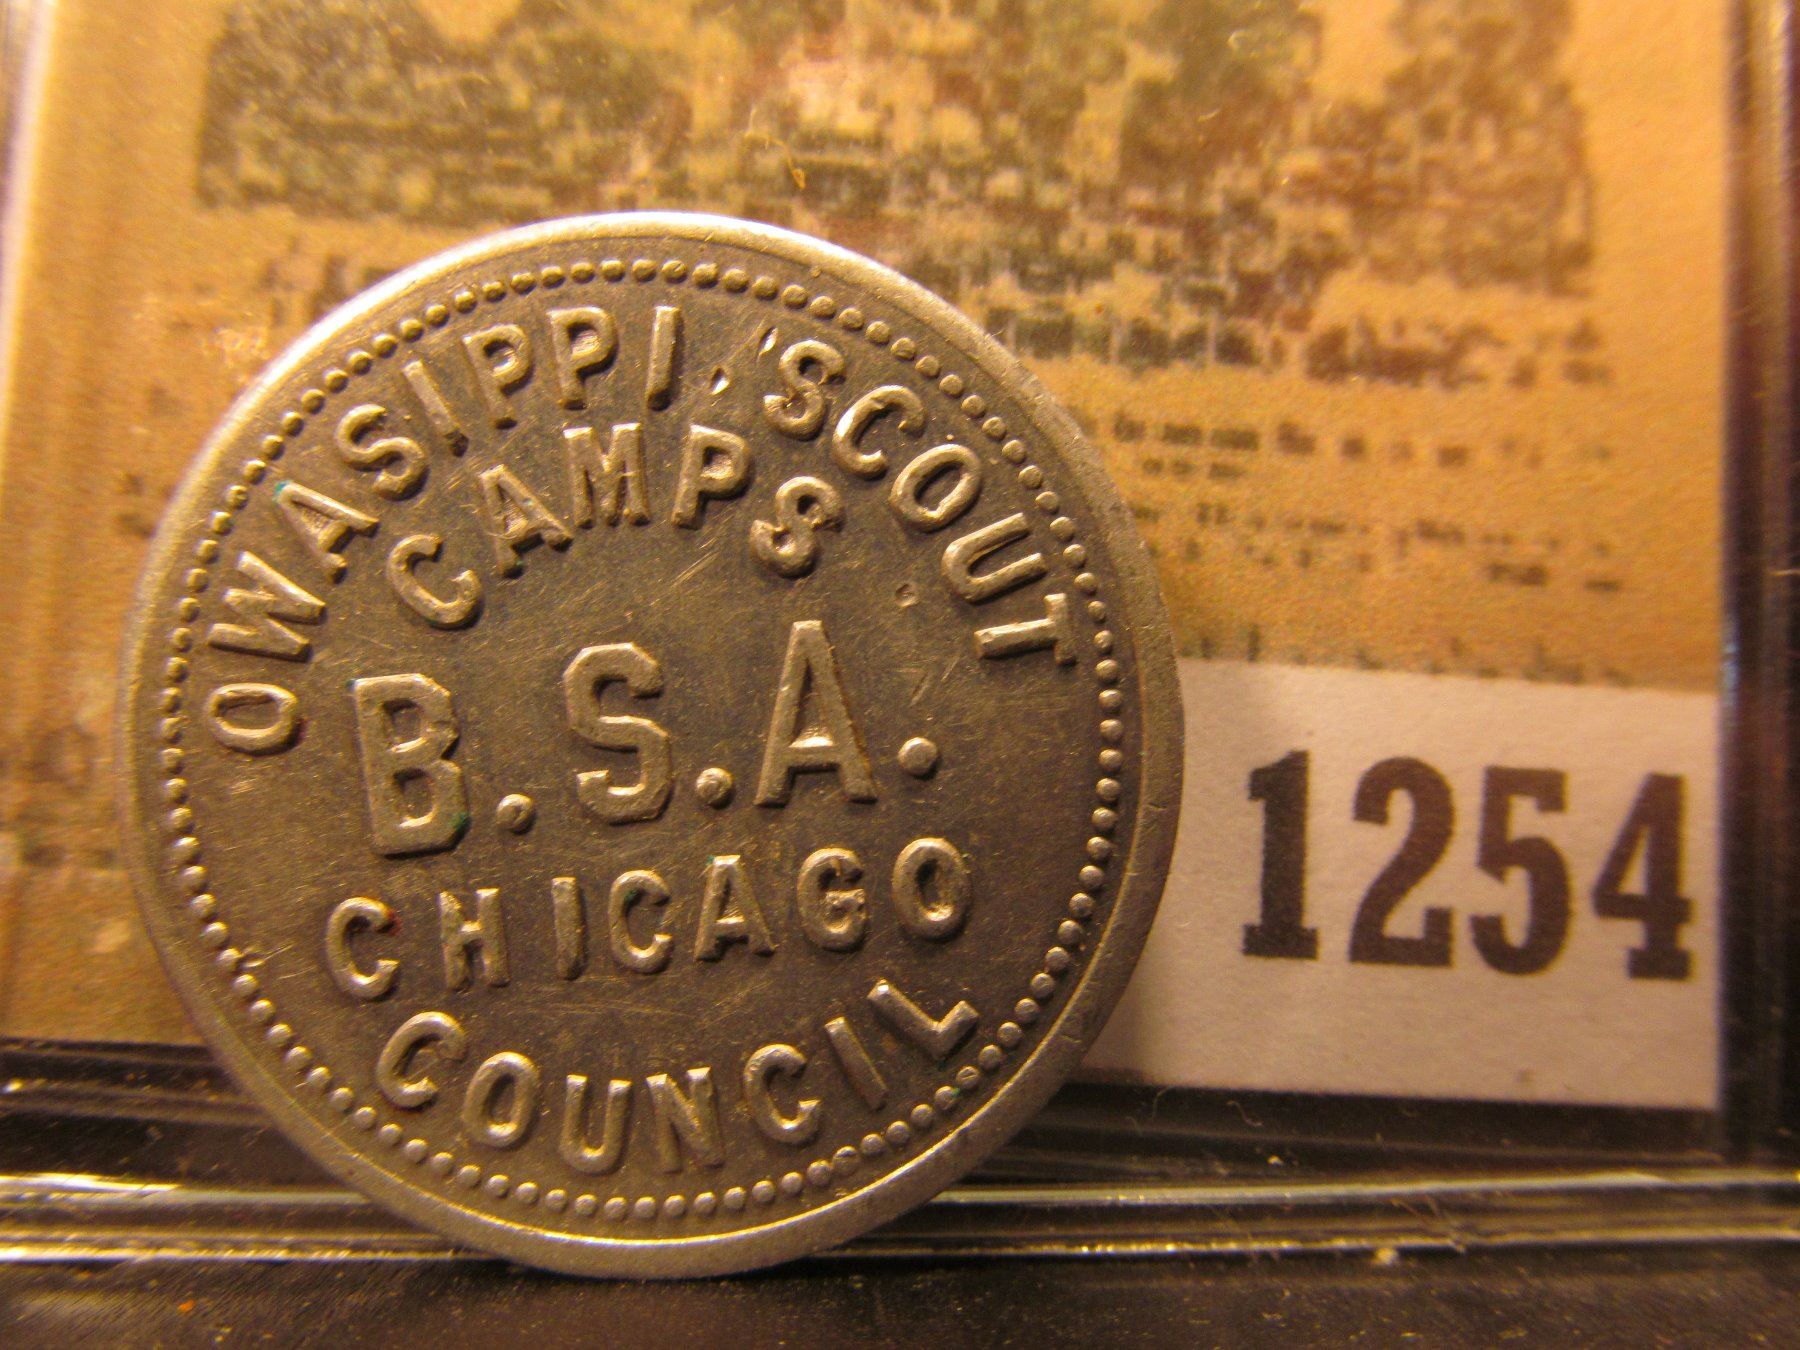 OWASIPPI SCOUT
CAMPS
B.S.A.
CHICAGO
COUNCIL
1254